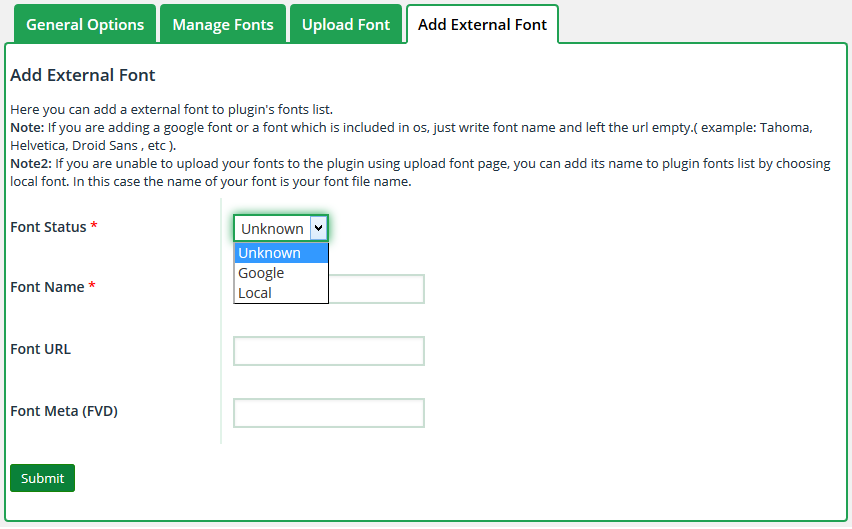 General Options
Manage Fonts
Upload Font
Add External Font
Add External Font
Here you can add a external font to plugin's fonts list.
Note: If you are adding a google font or a font which is included in os, just write font name and left the url empty.( example: Tahoma,
Helvetica, Droid Sans , etc ).
Note2: If you are unable to upload your fonts to the plugin using upload font page, you can add its name to plugin fonts list by choosing
local font. In this case the name of your font is your font file name.
Font Status *
Unknown
Unknown
Google
Local
Font Name *
Font URL
Font Meta (FVD)
Submit